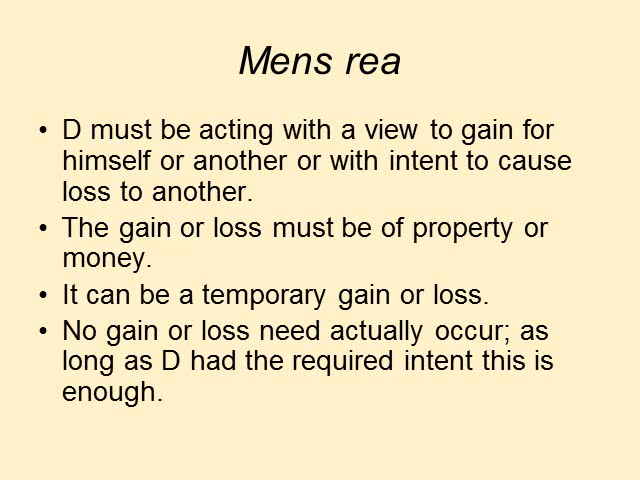 Mens rea
• D must be acting with a view to gain for
himself or another or with intent to cause
loss to another.
• The gain or loss must be of property or
money.
• It can be a temporary gain or loss.
• No gain or loss need actually occur; as
long as D had the required intent this is
enough.